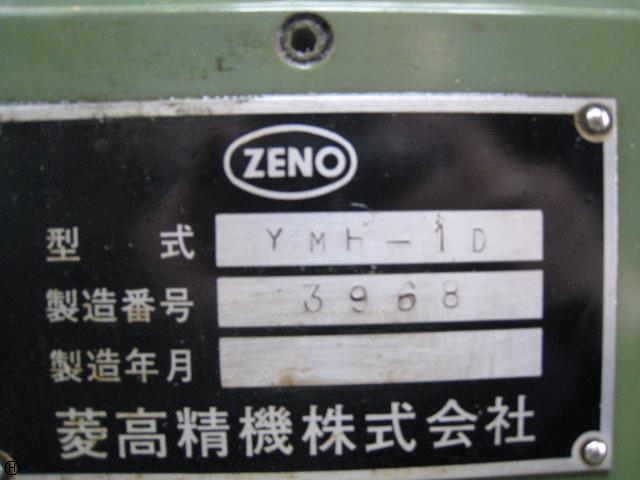 ZENO
型 式 YMH-1D
製造番号 3968
製造年月
菱高精機株式会社
H